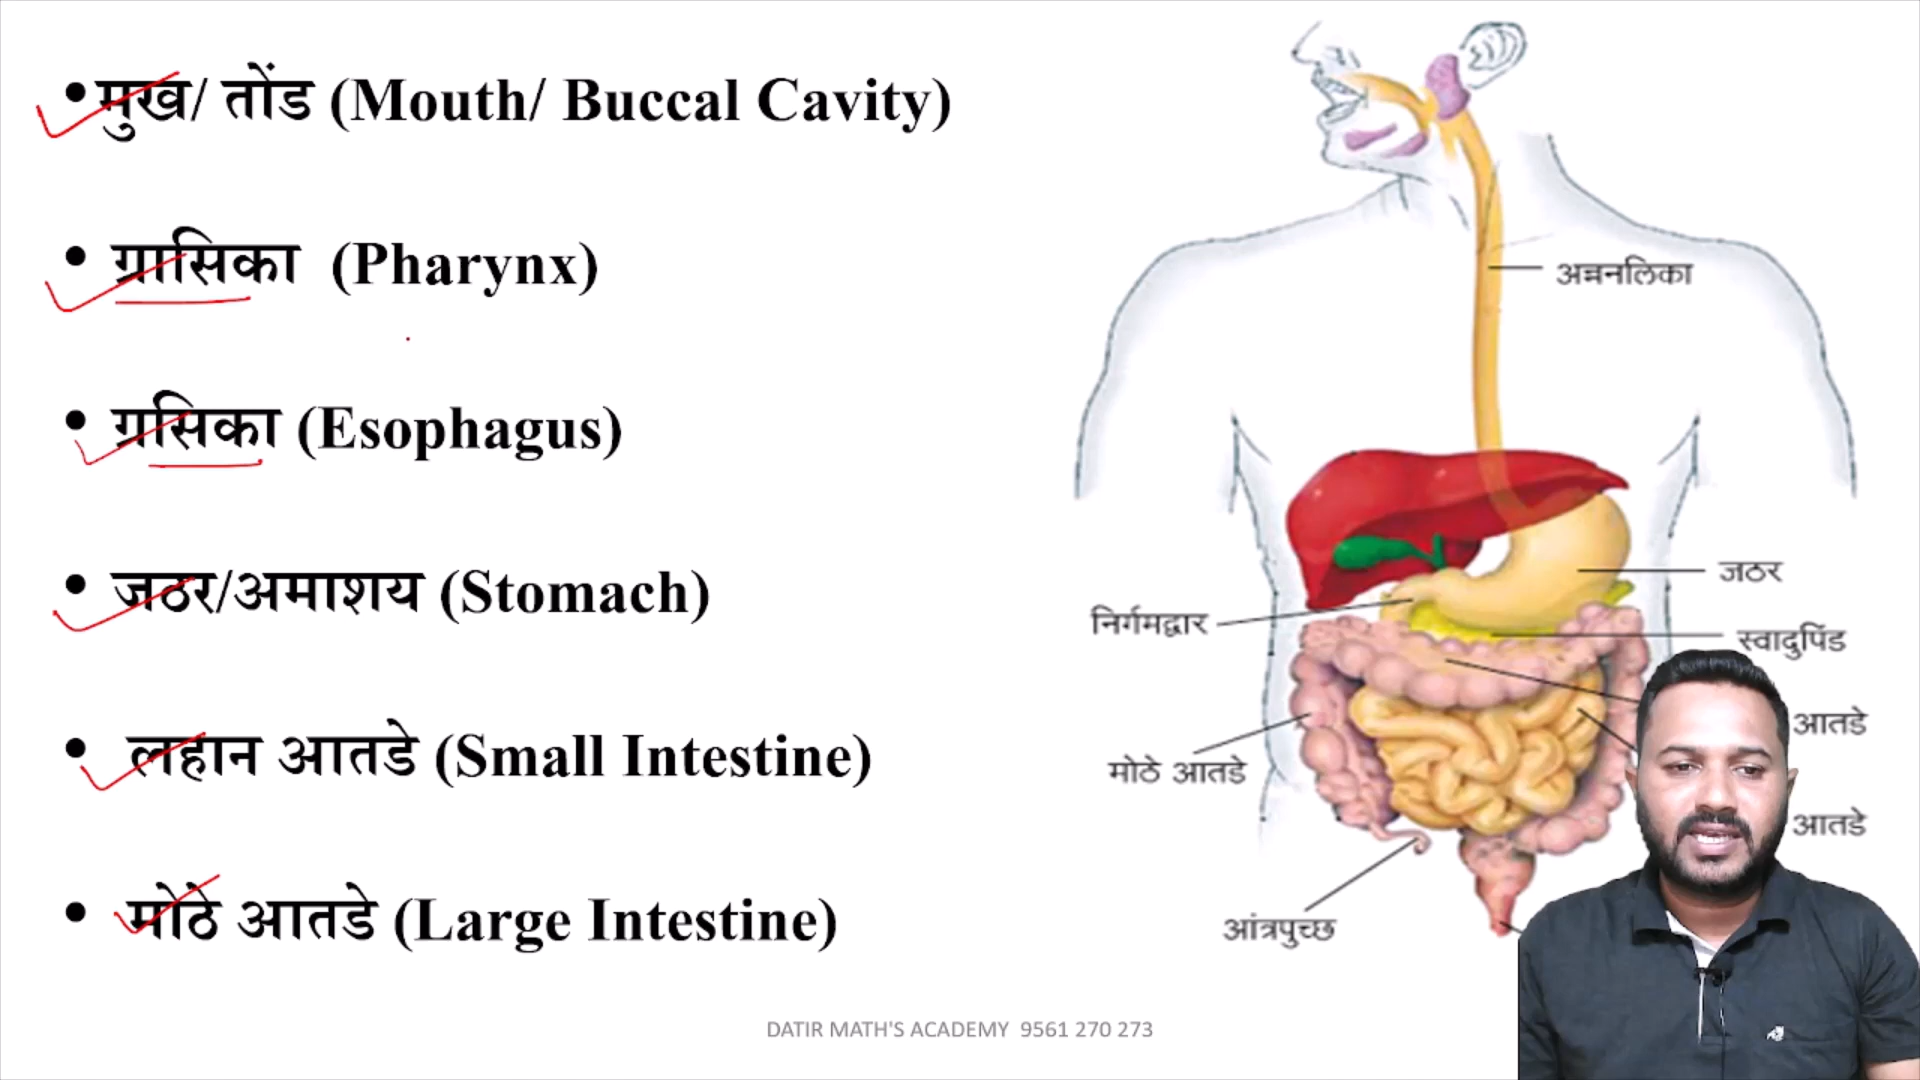 •मुख/ तोंड (Mouth/ Buccal Cavity)
• ग्रासिका (Pharynx)
• ग्रसिका (Esophagus)
• जठर/अमाशय (Stomach)
• लहान आतडे (Small Intestine)
• मोठे आतडे (Large Intestine)
अन्ननलिका
जठर
निर्गमद्वार
स्वादुपिंड
आतडे
मोठे आतडे
आतडे
आंत्रपुच्छ
DATIR MATH'S ACADEMY 9561 270 273